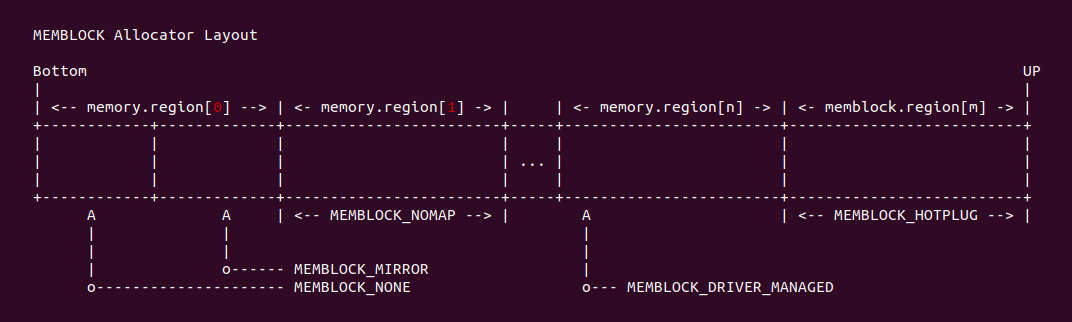 MEMBLOCK Allocator Layout
Bottom UP
| |
| <-- memory.region[0] --> | <- memory.region[1] -> | | <- memory.region[n] -> | <- memblock.region[m] -> |
+------------+-------------+------------------------+-----+------------------------+--------------------------+
| | | | | | |
| | | | ... | | |
| | | | | | |
+------------+-------------+------------------------+-----+------------------------+--------------------------+
A A | <-- MEMBLOCK_NOMAP --> | A | <-- MEMBLOCK_HOTPLUG --> |
| | |
| | |
| o------ MEMBLOCK_MIRROR |
o--------------------- MEMBLOCK_NONE o--- MEMBLOCK_DRIVER_MANAGED